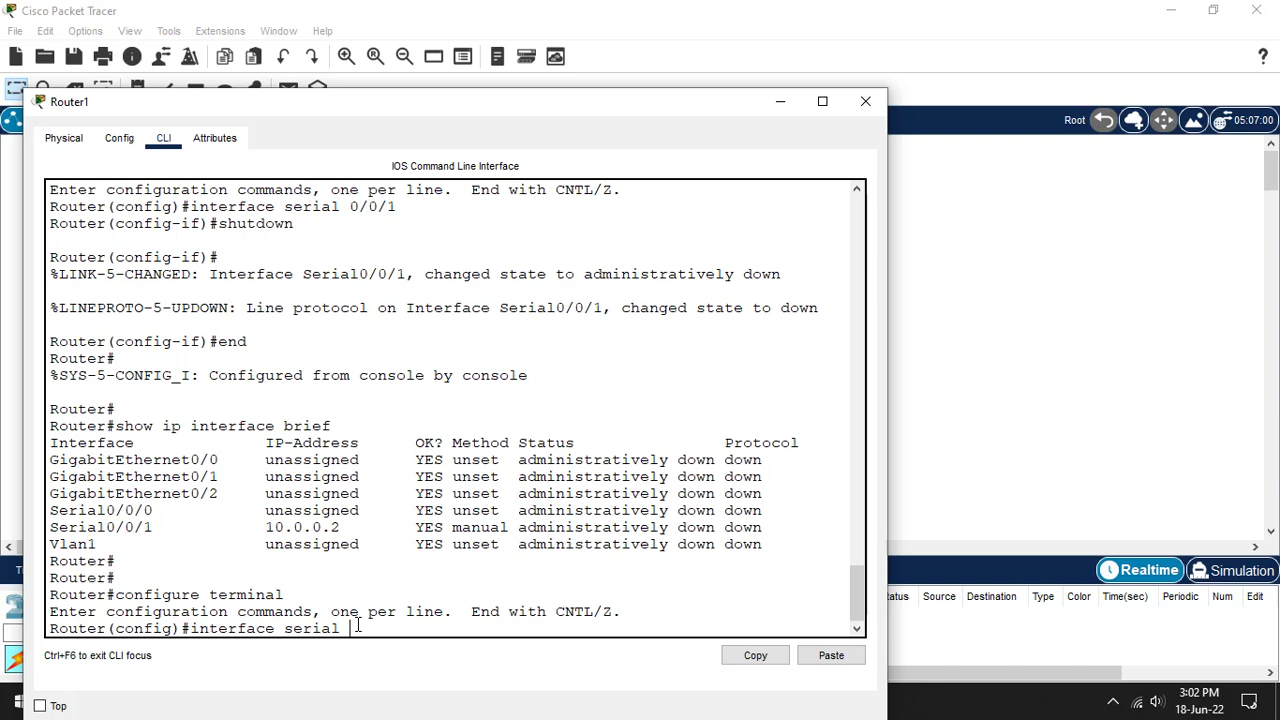 Cisco Packet Tracer
File Edit Options View Tools Extensions Window Help
?
Router1
Root
05:07:00
Physical Config CLI Attributes
IOS Command Line Interface
Enter configuration commands, one per line.  End with CNTL/Z.
Router(config)#interface serial 0/0/1
Router(config-if)#shutdown
Router(config-if)#
%LINK-5-CHANGED: Interface Serial0/0/1, changed state to administratively down
%LINEPROTO-5-UPDOWN: Line protocol on Interface Serial0/0/1, changed state to down
Router(config-if)#end
Router#
%SYS-5-CONFIG_I: Configured from console by console
Router#
Router#show ip interface brief
Interface IP-Address OK? Method Status Protocol
GigabitEthernet0/0 unassigned YES unset administratively down down
GigabitEthernet0/1 unassigned YES unset administratively down down
GigabitEthernet0/2 unassigned YES unset administratively down down
Serial0/0/0 unassigned YES unset administratively down down
Serial0/0/1 10.0.0.2 YES manual administratively down down
Vlan1 unassigned YES unset administratively down down
Router#
Router#
Router#configure terminal
Enter configuration commands, one per line.  End with CNTL/Z.
Router(config)#interface serial
Ctrl+F6 to exit CLI focus
Copy
Paste
Top
Realtime
Simulation
Source Destination Type Color Time(sec) Periodic Num Edit
3:02 PM
18-Jun-22